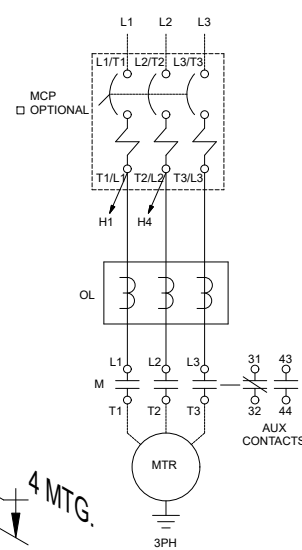 L1 L2 L3
L1/T1 L2/T2 L3/T3
MCP
OPTIONAL
T1/L1 T2/L2 T3/L3
H1 H4
OL
L1 L2 L3 31 43
M
T1 T2 T3 32 44
AUX
CONTACTS
MTR
4 MTG.
3PH